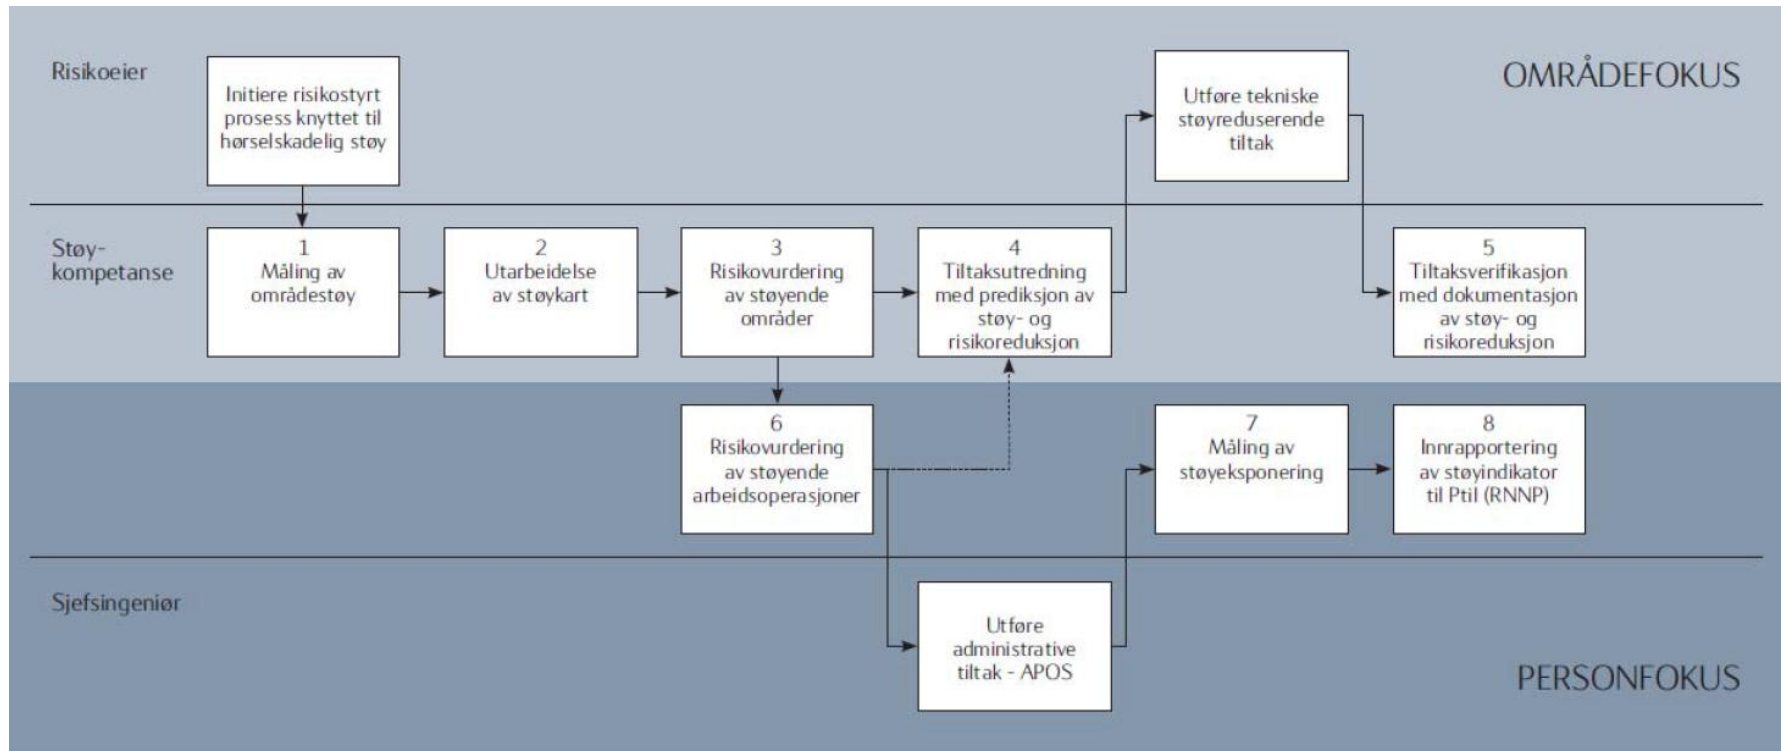 Risikoeier
Initiere risikostyrt
prosess knyttet til
hørselskadelig støy
Utføre tekniske
støyreduserende
tiltak
OMRÅDEFOKUS
Støy-
kompetanse
1
Måling av
områdestøy
2
Utarbeidelse
av støykart
3
Risikovurdering
av støyende
områder
4
Tiltaksutredning
med prediksjon av
støy- og
risikoreduksjon
5
Tiltaksverifikasjon
med dokumentasjon
av støy- og
risikoreduksjon
6
Risikovurdering
av støyende
arbeidsoperasjoner
7
Måling av
støyeksponering
8
Innrapportering
av støyindikator
til Ptil (RNNP)
Sjefsingeniør
Utføre
administrative
tiltak - APOS
PERSONFOKUS